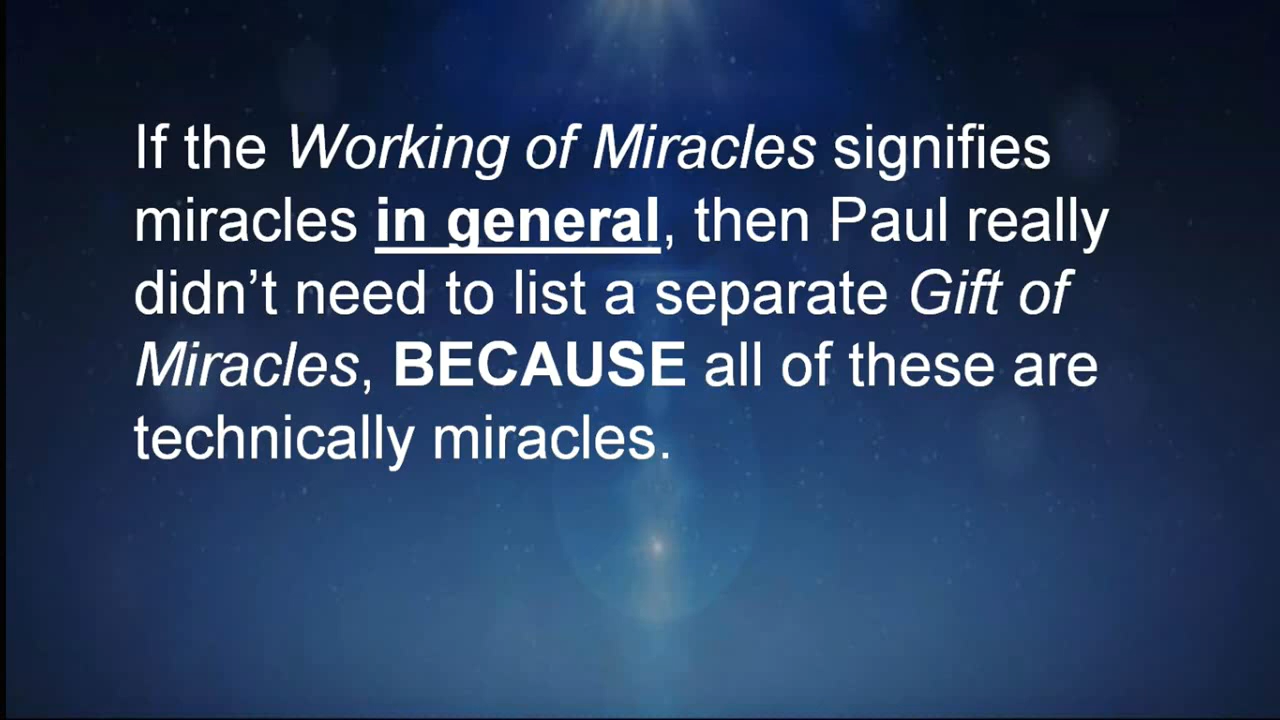 If the Working of Miracles signifies
miracles in general, then Paul really
didn’t need to list a separate Gift of
Miracles, BECAUSE all of these are
technically miracles.